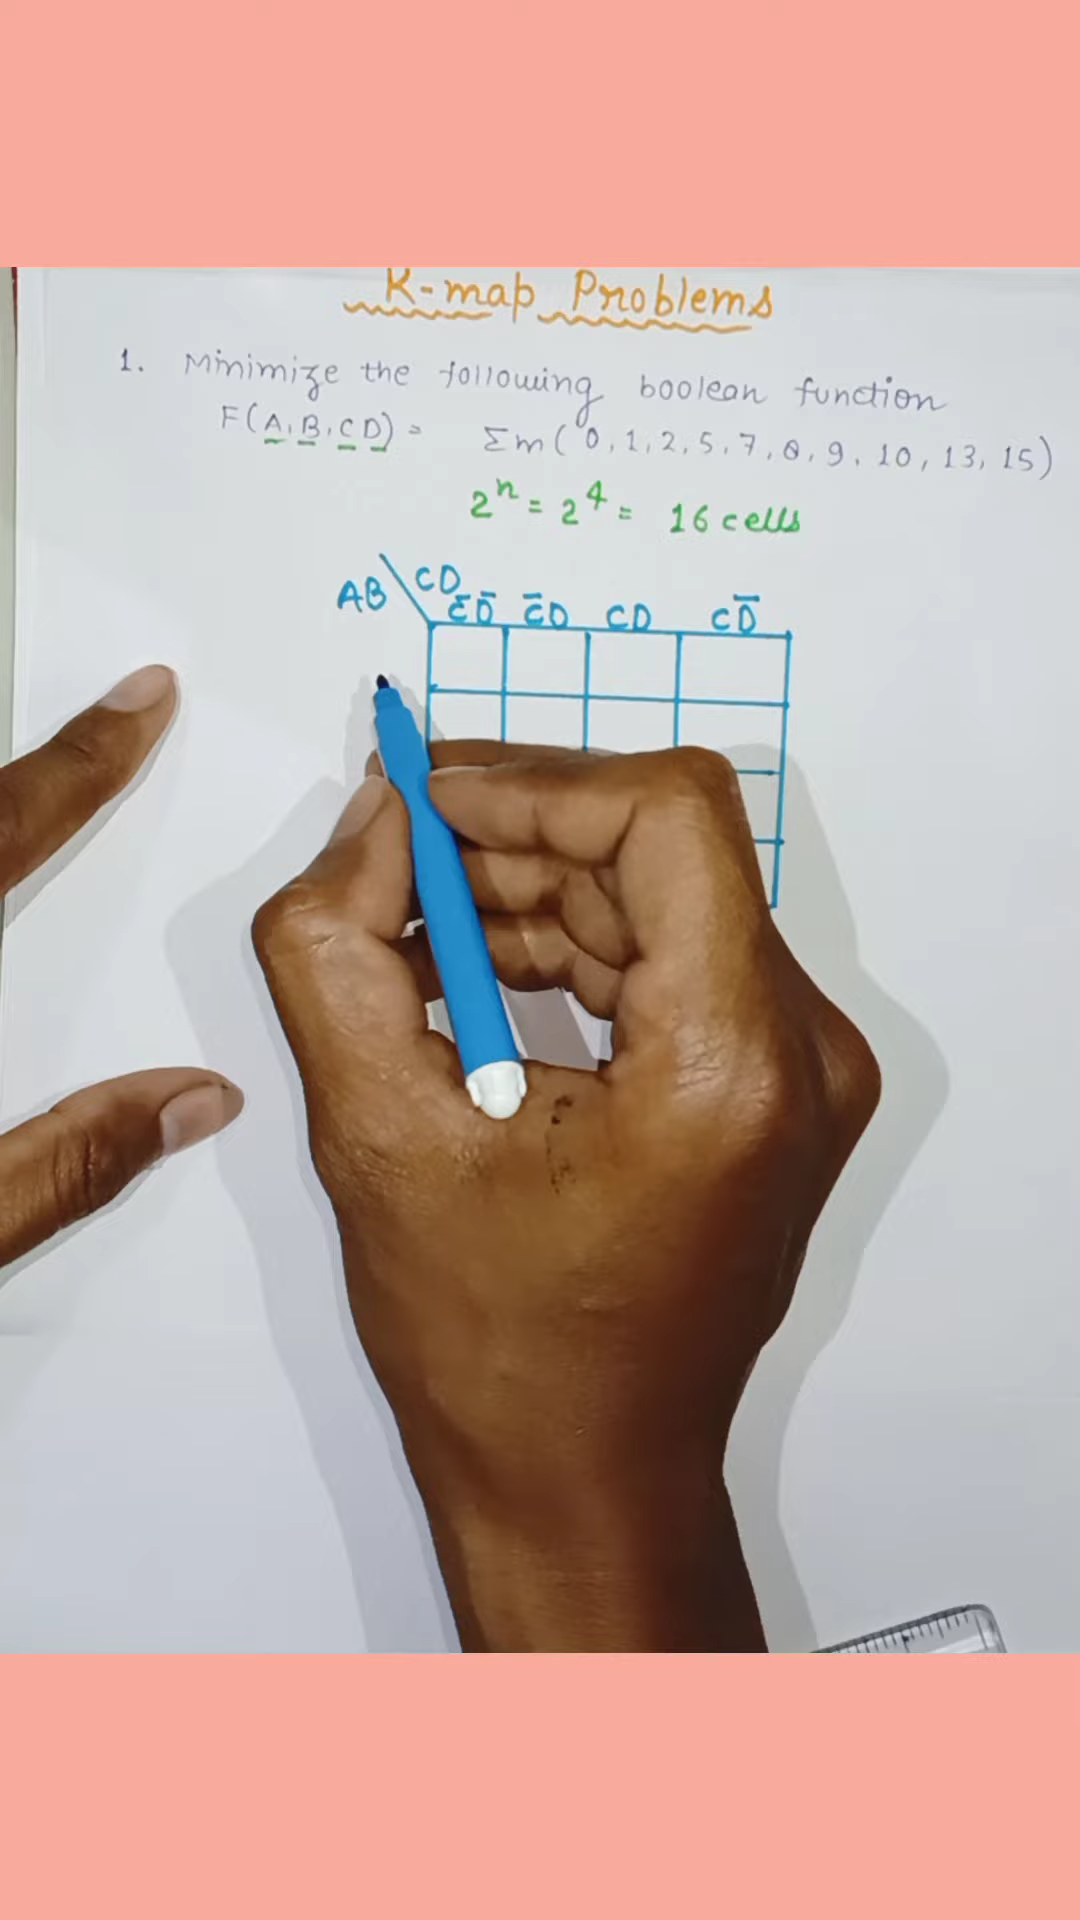 K-map Problems
1. Minimize the following boolean function
F(A,B,CD) = Σm(0,1,2,5,7,8,9,10,13,15)
2ⁿ = 2⁴ = 16 cells
AB CD
C̅D̅ C̅D CD CD̅